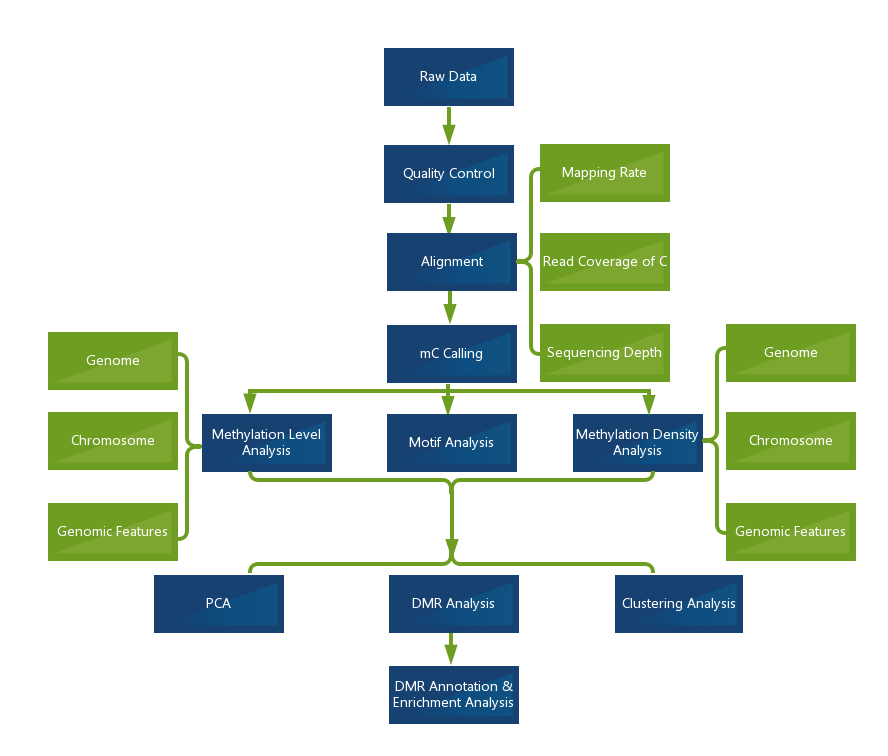 Raw Data
Quality Control
Mapping Rate
Alignment
Read Coverage of C
mC Calling
Sequencing Depth
Genome
Genome
Chromosome
Methylation Level
Analysis
Motif Analysis
Methylation Density
Analysis
Chromosome
Genomic Features
Genomic Features
PCA
DMR Analysis
Clustering Analysis
DMR Annotation &
Enrichment Analysis